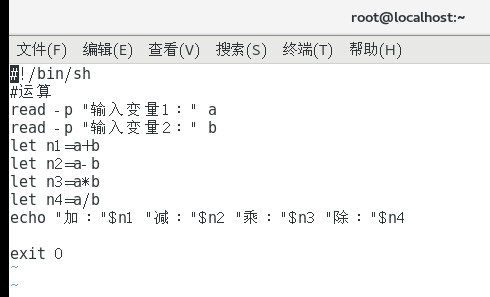 root@localhost:~
文件(F) 编辑(E) 查看(V) 搜索(S) 终端(T) 帮助(H)
#!/bin/sh
#运算
read -p "输入变量1：" a
read -p "输入变量2：" b
let n1=a+b
let n2=a-b
let n3=a*b
let n4=a/b
echo "加："$n1 "减："$n2 "乘："$n3 "除："$n4
exit 0
~
~